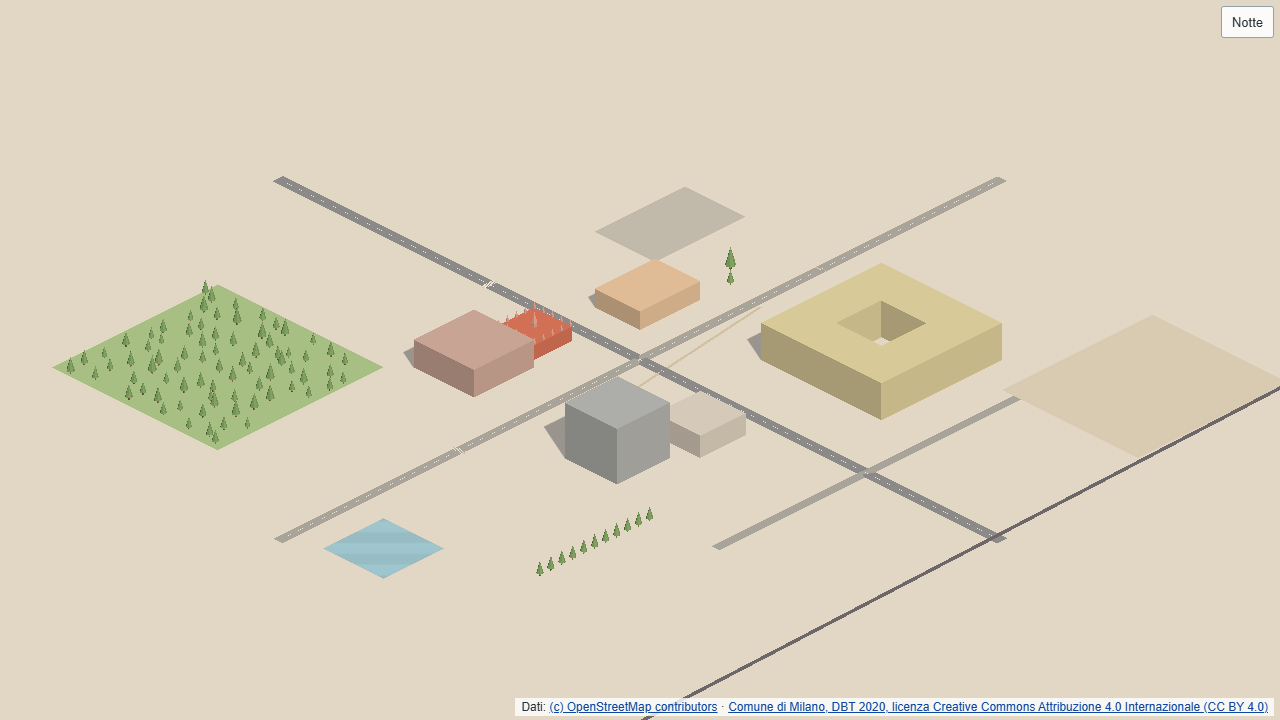 Notte
Dati: (c) OpenStreetMap contributors · Comune di Milano, DBT 2020, licenza Creative Commons Attribuzione 4.0 Internazionale (CC BY 4.0)